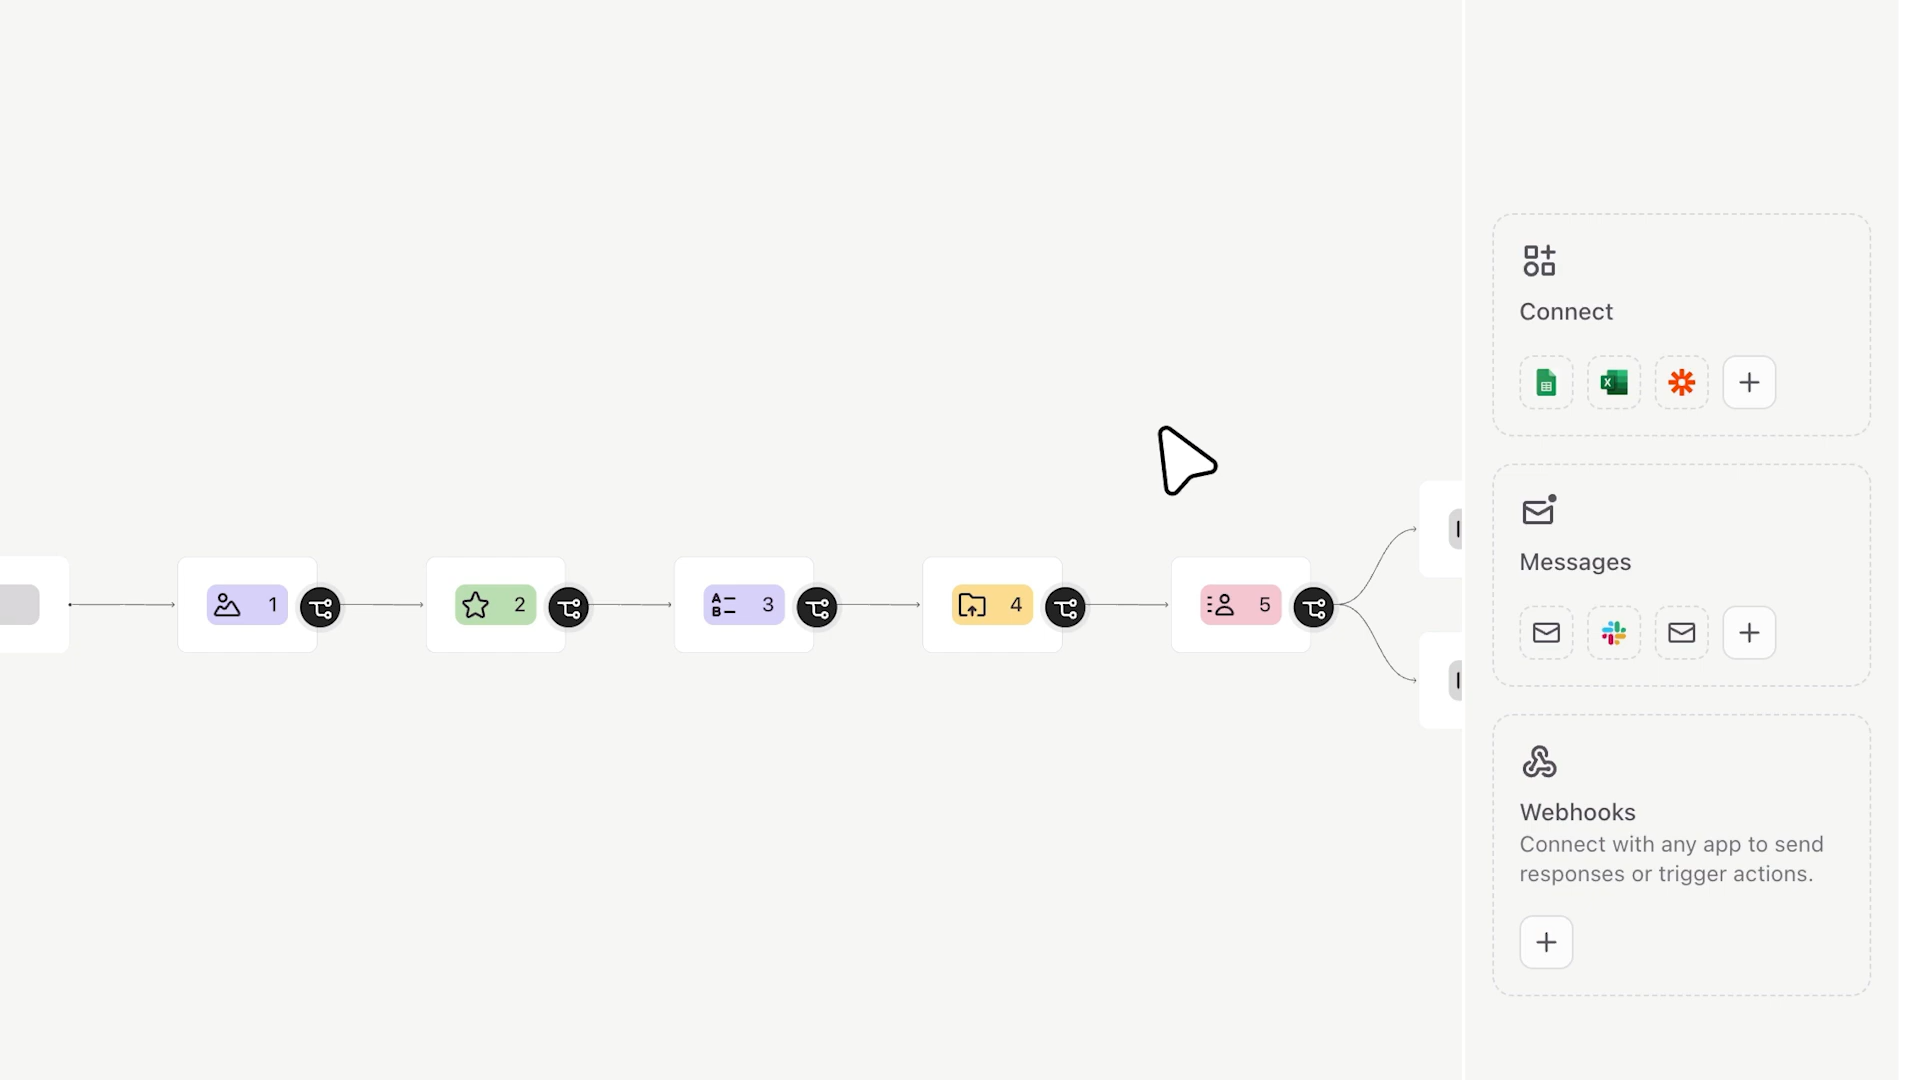 1
2
A
B
3
4
5
Connect
X
Messages
Webhooks
Connect with any app to send
responses or trigger actions.